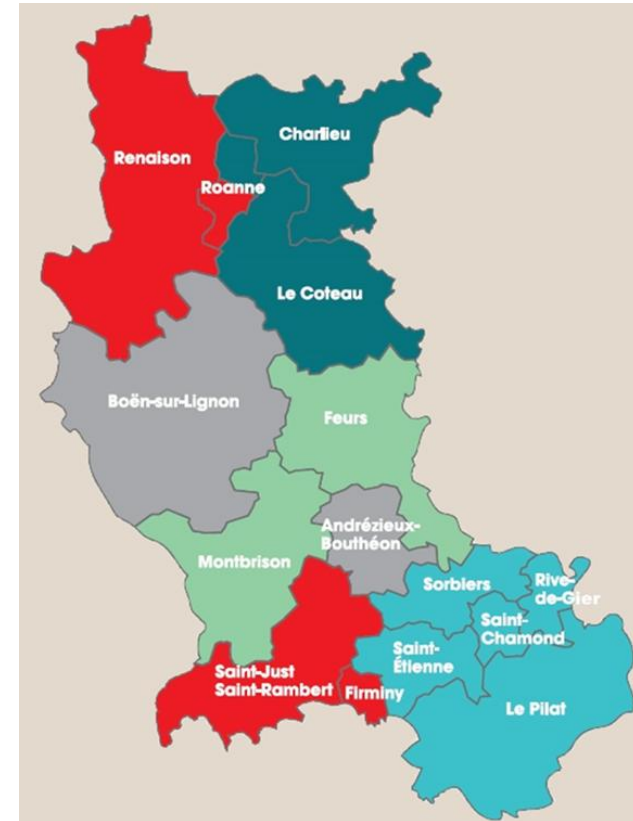 Charlieu
Renaison
Roanne
Le Coteau
Boën-sur-Lignon
Feurs
Andrézieux-
Bouthéon
Montbrison
Sorbiers
Rive-
de-Gier
Saint-
Chamond
Saint-
Étienne
Saint-Just
Saint-Rambert
Firminy
Le Pilat